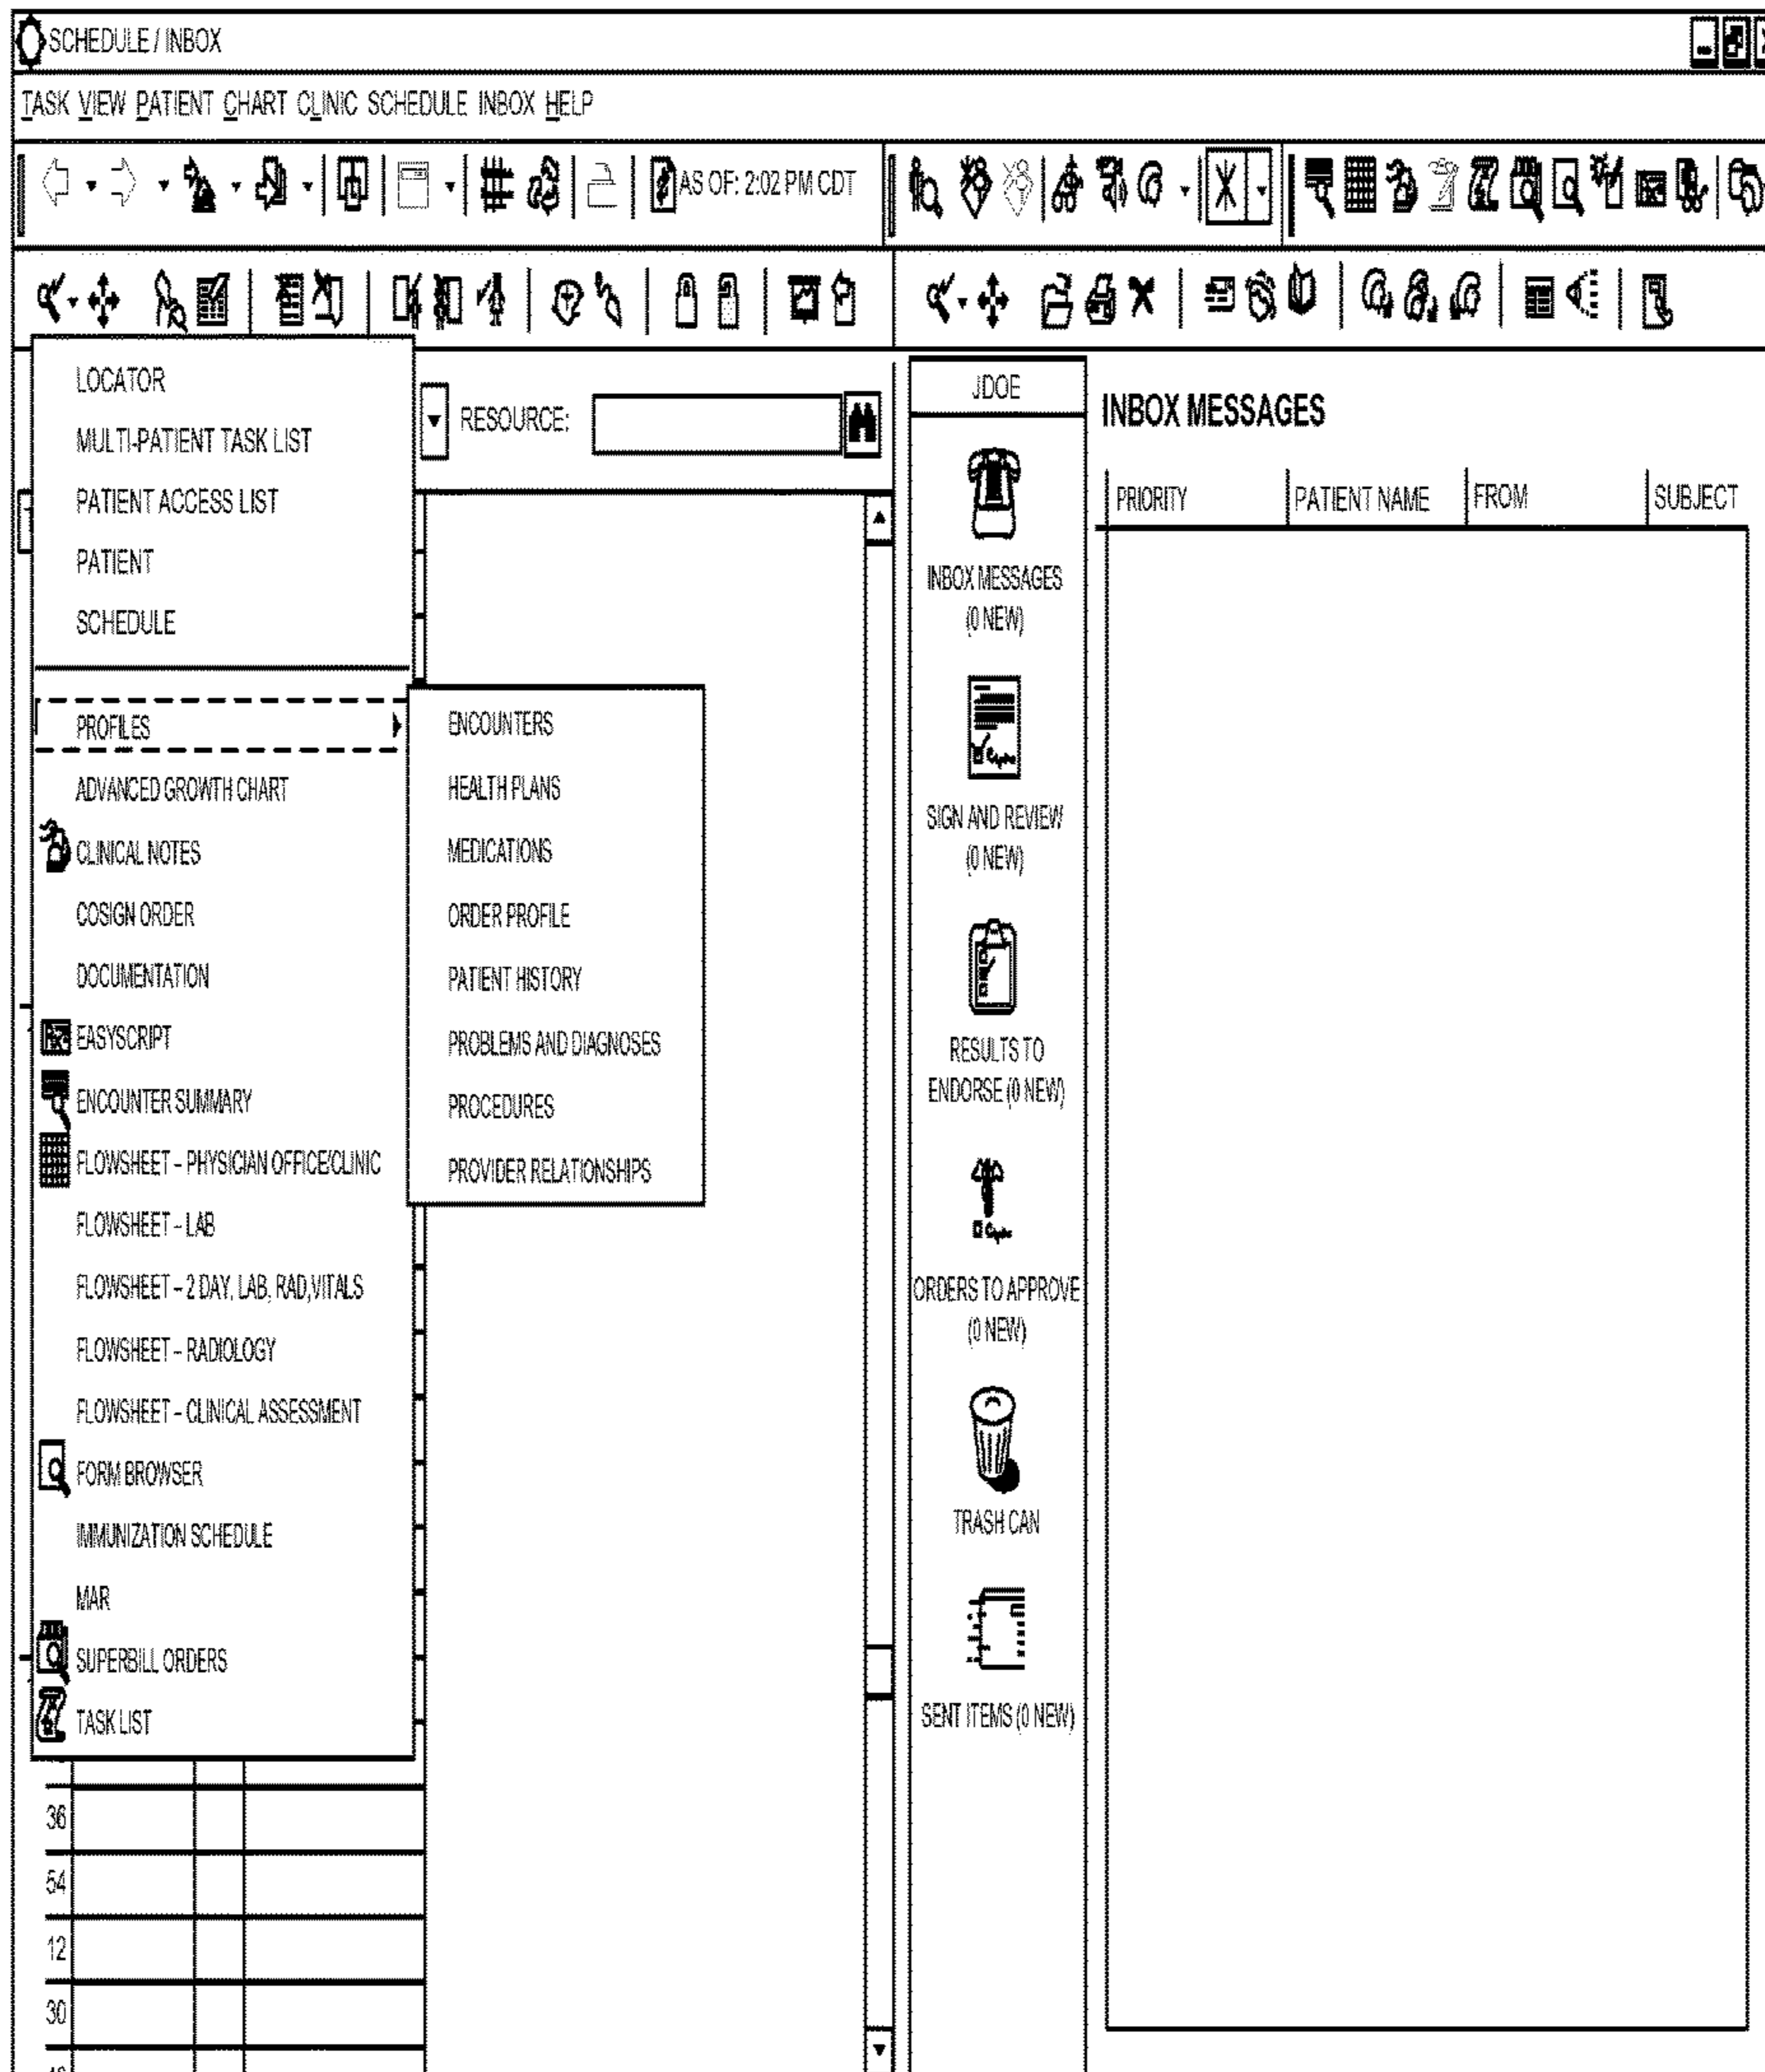 SCHEDULE / INBOX
TASK VIEW PATIENT CHART CLINIC SCHEDULE INBOX HELP
AS OF: 2:02 PM CDT
LOCATOR
MULTI-PATIENT TASK LIST
PATIENT ACCESS LIST
PATIENT
SCHEDULE
PROFILES
ADVANCED GROWTH CHART
CLINICAL NOTES
COSIGN ORDER
DOCUMENTATION
EASYSCRIPT
ENCOUNTER SUMMARY
FLOWSHEET – PHYSICIAN OFFICE/CLINIC
FLOWSHEET – LAB
FLOWSHEET – 2 DAY, LAB, RAD,VITALS
FLOWSHEET – RADIOLOGY
FLOWSHEET – CLINICAL ASSESSMENT
FORM BROWSER
IMMUNIZATION SCHEDULE
MAR
SUPERBILL ORDERS
TASK LIST
36
54
12
30
RESOURCE:
ENCOUNTERS
HEALTH PLANS
MEDICATIONS
ORDER PROFILE
PATIENT HISTORY
PROBLEMS AND DIAGNOSES
PROCEDURES
PROVIDER RELATIONSHIPS
JDOE
INBOX MESSAGES
(0 NEW)
SIGN AND REVIEW
(0 NEW)
RESULTS TO
ENDORSE (0 NEW)
ORDERS TO APPROVE
(0 NEW)
TRASH CAN
SENT ITEMS (0 NEW)
INBOX MESSAGES
PRIORITY PATIENT NAME FROM SUBJECT